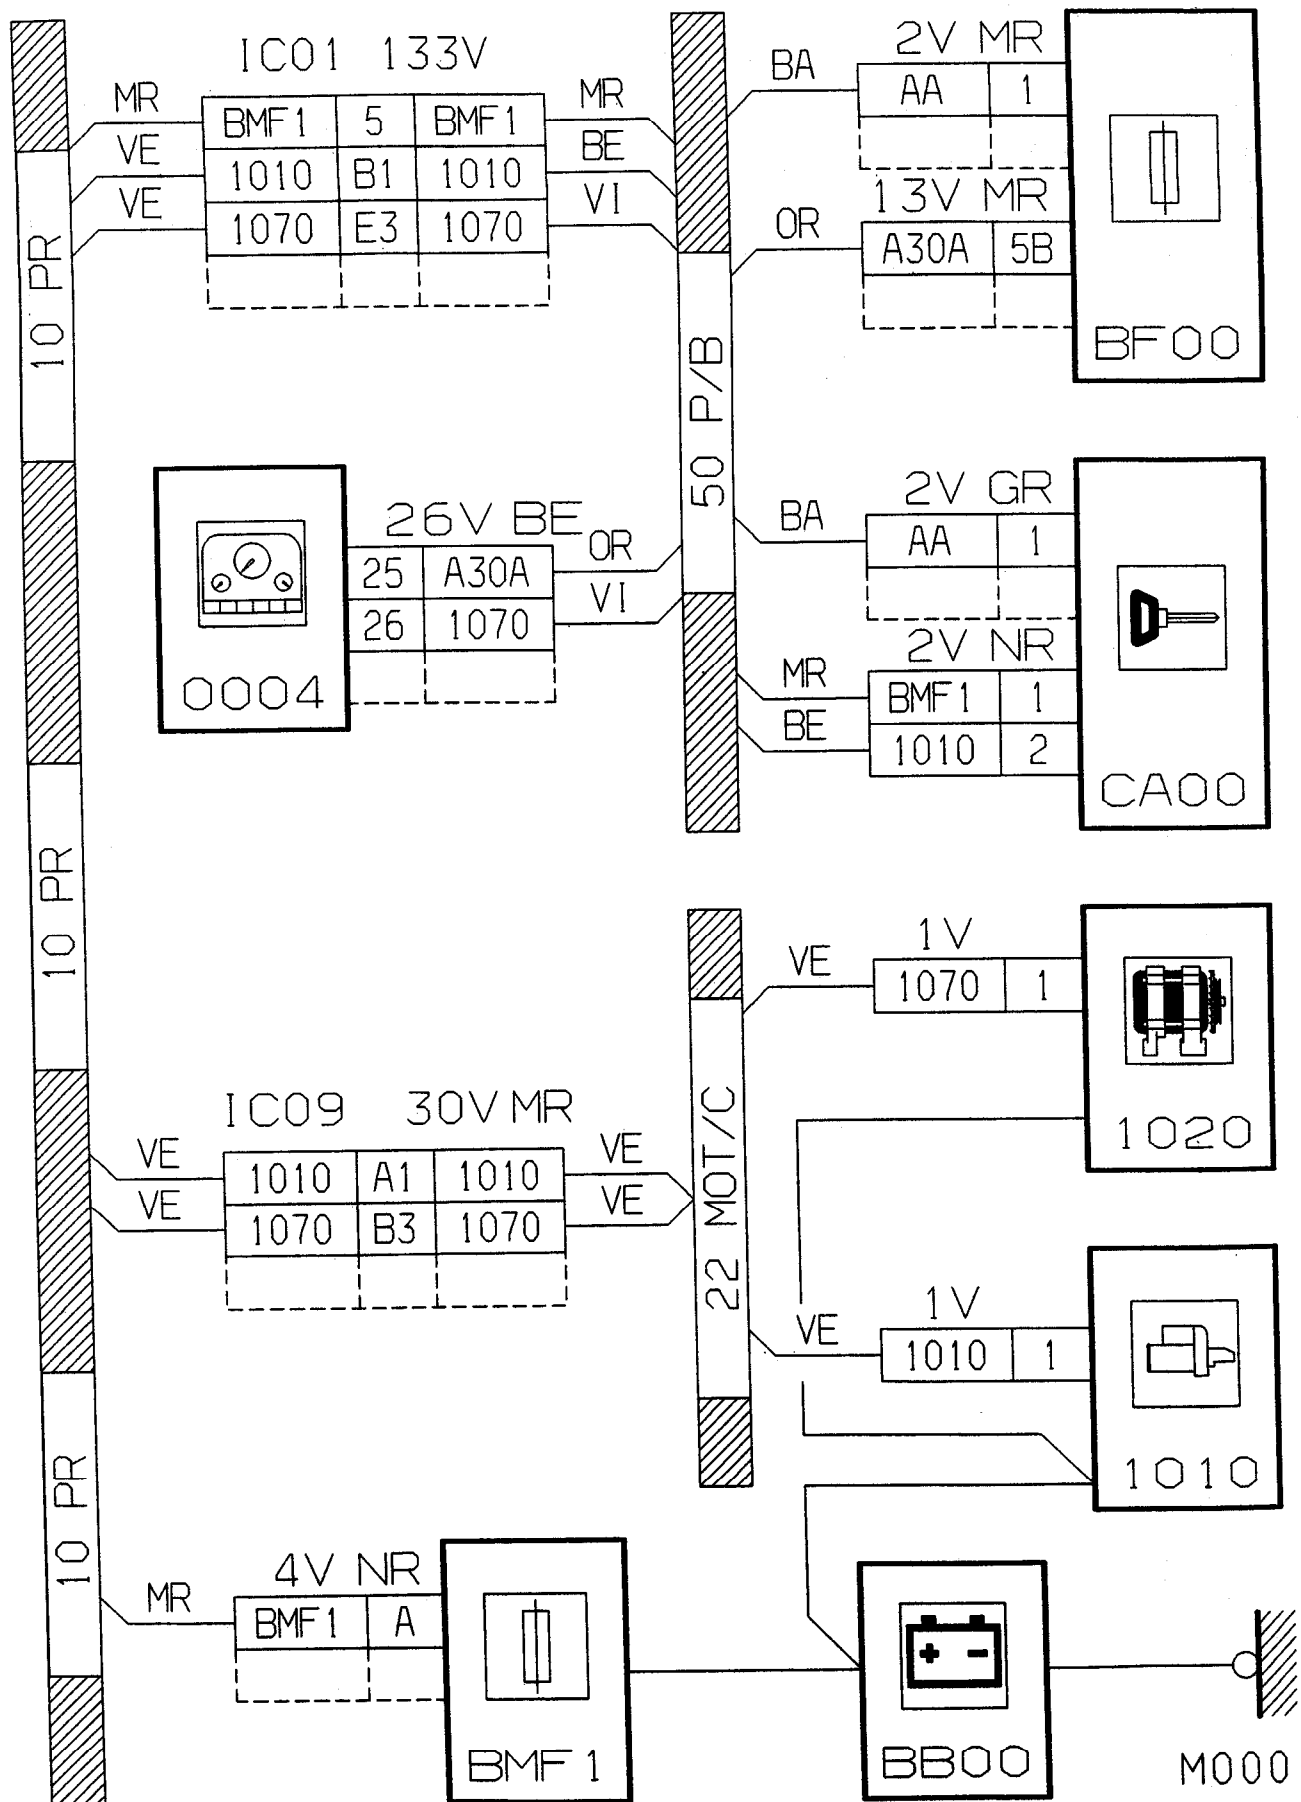 IC01 133V
MR BMF1 5 BMF1 MR
VE 1010 B1 1010 BE
VE 1070 E3 1070 VI
10 PR
50 P/B
2V MR
BA AA 1
13V MR
OR A30A 5B
BF00
26V BE
25 A30A OR
26 1070 VI
0004
2V GR
BA AA 1
2V NR
MR BMF1 1
BE 1010 2
CA00
10 PR
1V
VE 1070 1
1020
IC09 30V MR
VE 1010 A1 1010 VE
VE 1070 B3 1070 VE
22 MOT/C
1V
VE 1010 1
1010
10 PR
4V NR
MR BMF1 A
BMF1
+ -
BB00
M000